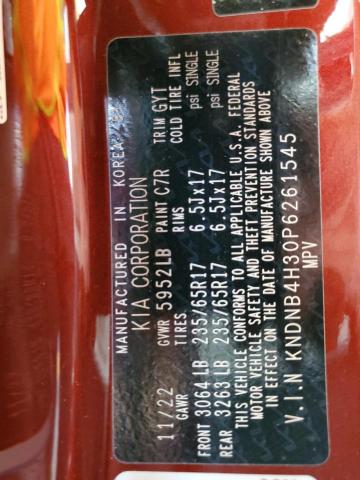 MANUFACTURED IN KOREA
KIA CORPORATION
11/22 GVWR 5952LB PAINT C7R TRIM GYT
GAWR TIRES RIMS COLD TIRE INFL
FRONT 3064 LB 235/65R17 6.5Jx17 psi SINGLE
REAR 3263 LB 235/65R17 6.5Jx17 psi SINGLE
THIS VEHICLE CONFORMS TO ALL APPLICABLE U.S.A. FEDERAL
MOTOR VEHICLE SAFETY AND THEFT PREVENTION STANDARDS
IN EFFECT ON THE DATE OF MANUFACTURE SHOWN ABOVE
V.I.N KNDNB4H30P6261545
MPV